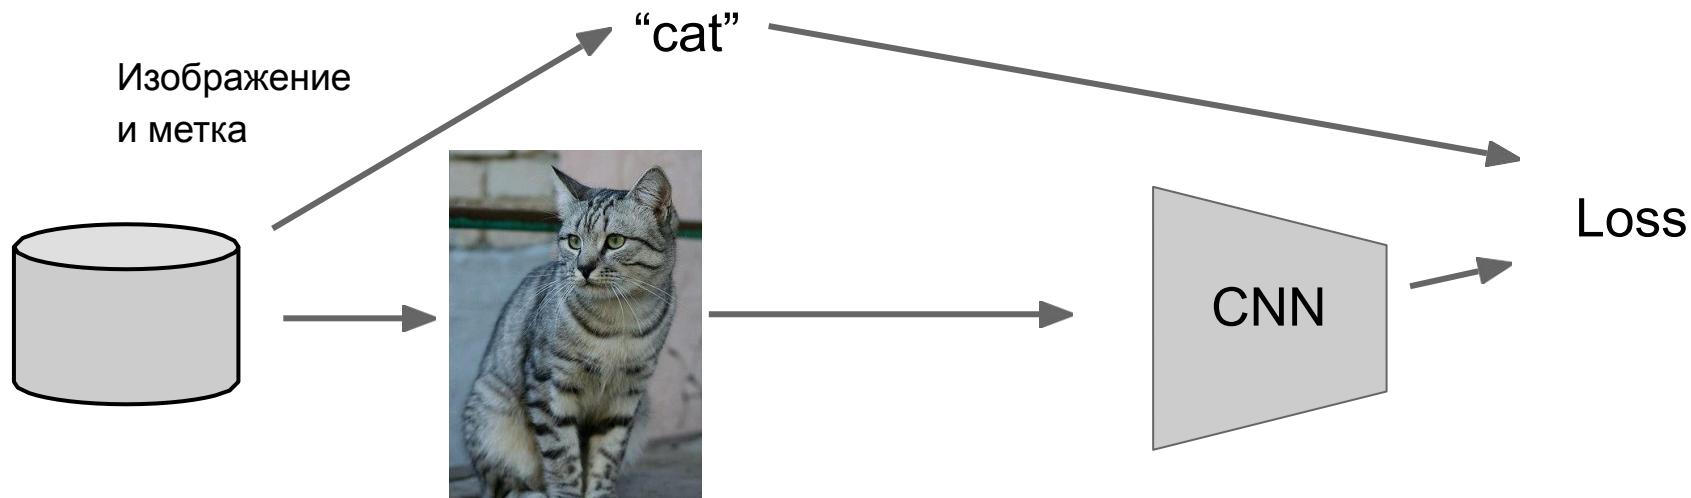 “cat”
Изображение
и метка
Loss
CNN